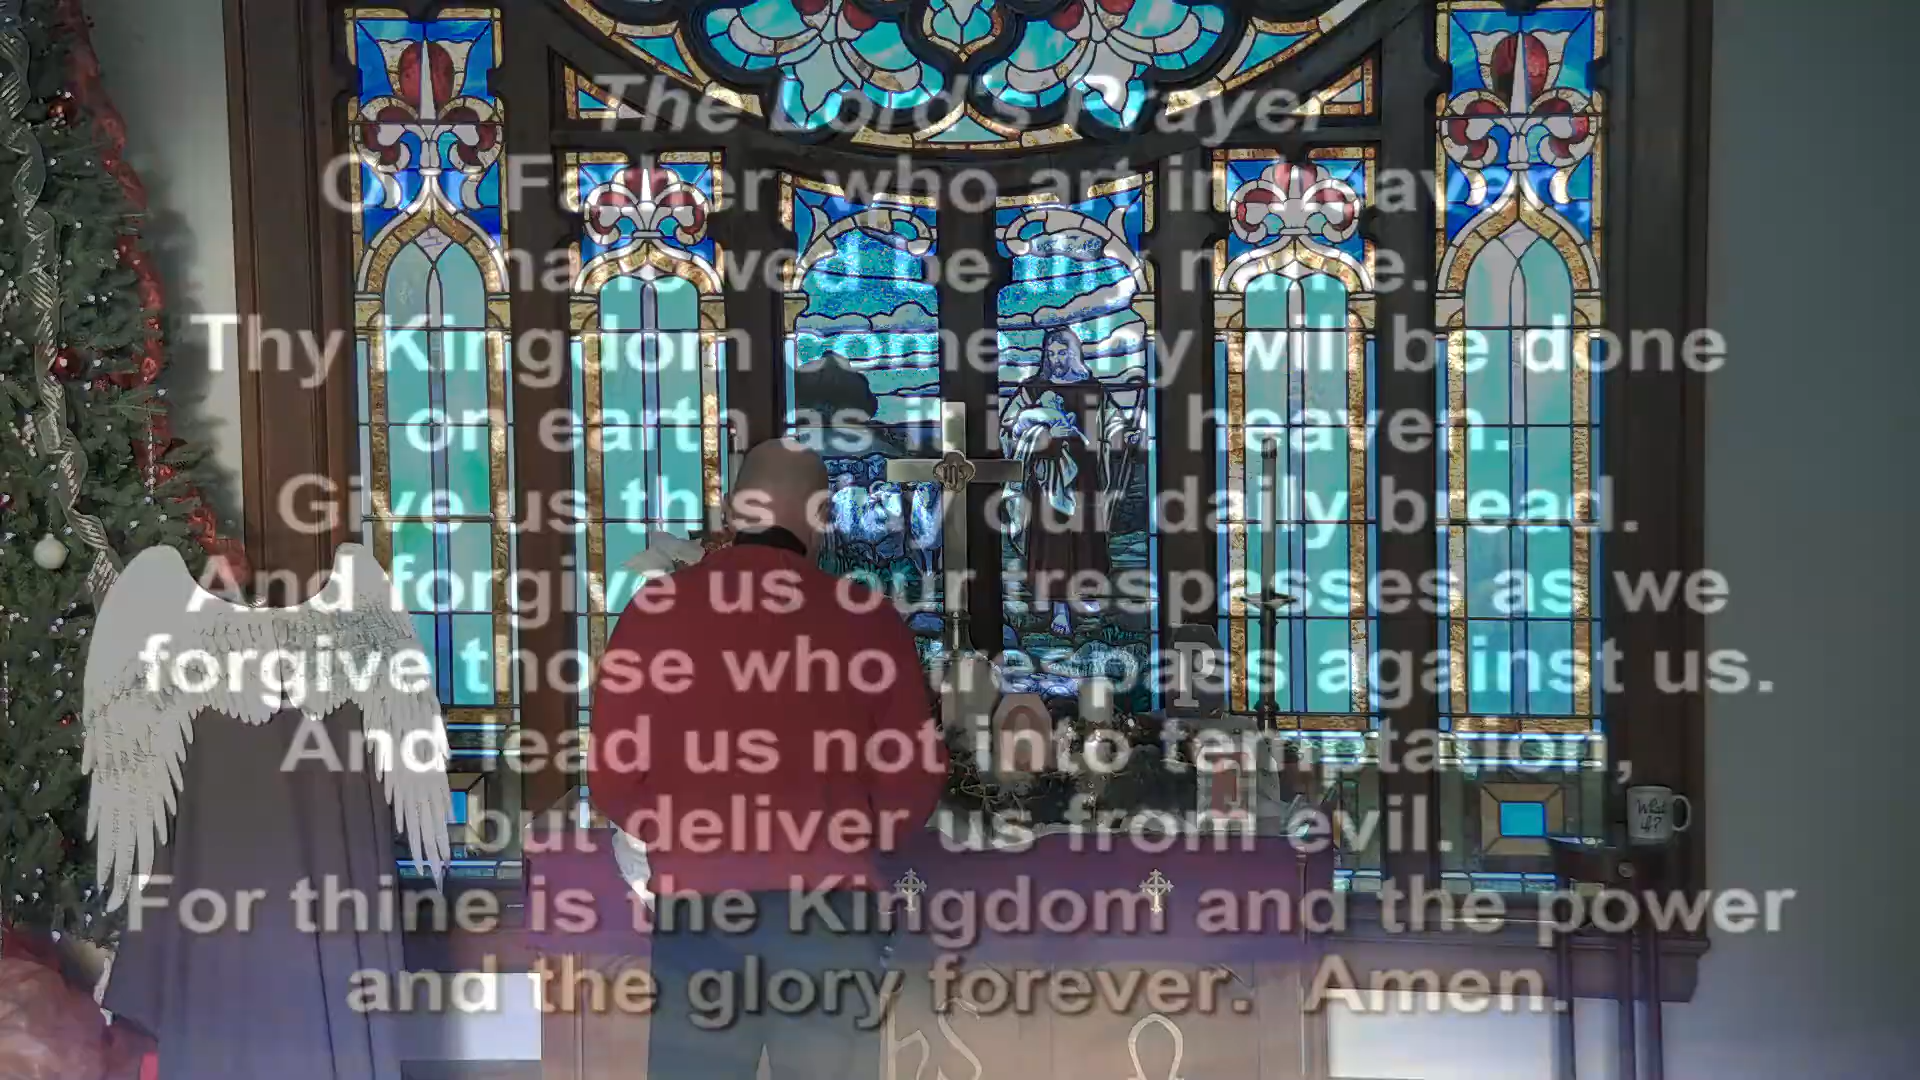 The Lord's Prayer
Our Father, who art in heaven,
hallowed be thy name.
Thy Kingdom come, thy will be done
on earth as it is in heaven.
Give us this day our daily bread.
And forgive us our trespasses as we
forgive those who trespass against us.
And lead us not into temptation,
but deliver us from evil.
For thine is the Kingdom and the power
and the glory forever. Amen.
IHS
P
What
if?